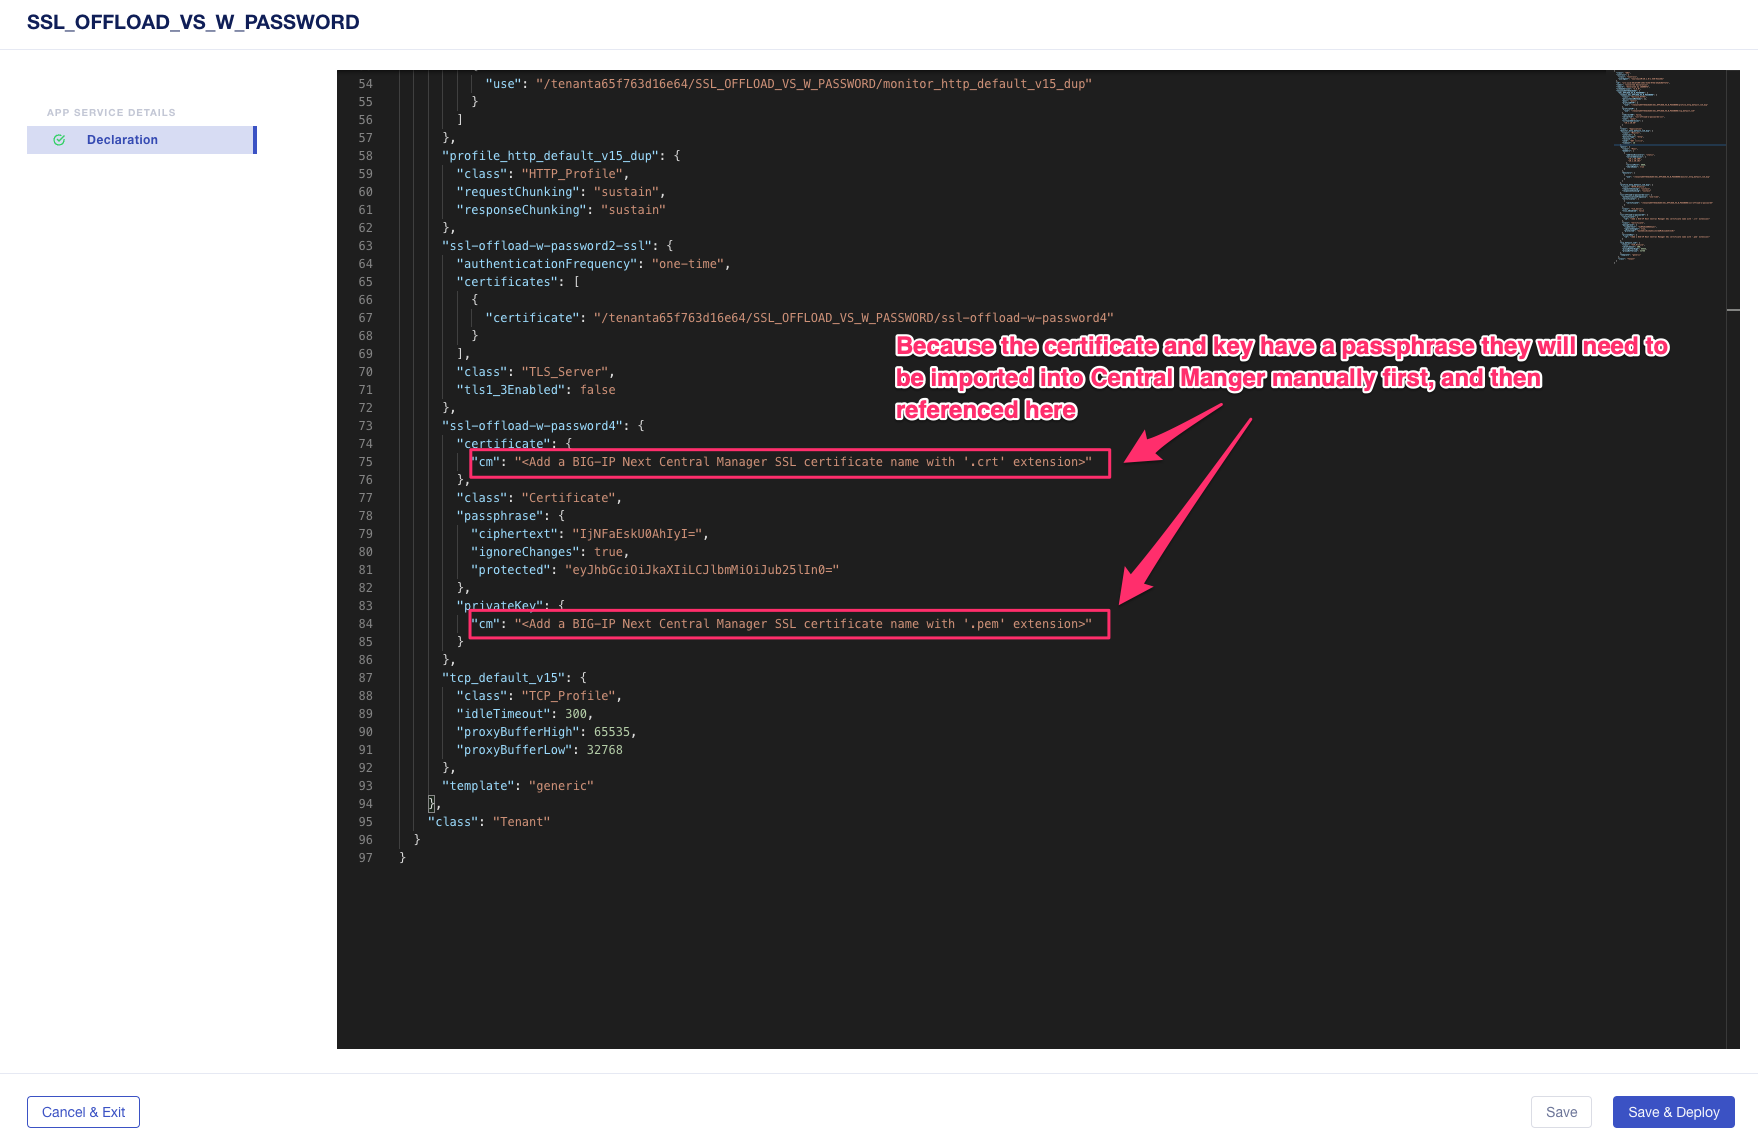 SSL_OFFLOAD_VS_W_PASSWORD
APP SERVICE DETAILS
Declaration
54 "use": "/tenanta65f763d16e64/SSL_OFFLOAD_VS_W_PASSWORD/monitor_http_default_v15_dup"
55 }
56 ]
57 },
58 "profile_http_default_v15_dup": {
59 "class": "HTTP_Profile",
60 "requestChunking": "sustain",
61 "responseChunking": "sustain"
62 },
63 "ssl-offload-w-password2-ssl": {
64 "authenticationFrequency": "one-time",
65 "certificates": [
66 {
67 "certificate": "/tenanta65f763d16e64/SSL_OFFLOAD_VS_W_PASSWORD/ssl-offload-w-password4"
68 }
69 ],
70 "class": "TLS_Server",
71 "tls1_3Enabled": false
72 },
73 "ssl-offload-w-password4": {
74 "certificate": {
75 "cm": "<Add a BIG-IP Next Central Manager SSL certificate name with '.crt' extension>"
76 },
77 "class": "Certificate",
78 "passphrase": {
79 "ciphertext": "IjNFaEskU0AhIyI=",
80 "ignoreChanges": true,
81 "protected": "eyJhbGciOiJkaXIiLCJlbmMiOiJub25lIn0="
82 },
83 "privateKey": {
84 "cm": "<Add a BIG-IP Next Central Manager SSL certificate name with '.pem' extension>"
85 }
86 },
87 "tcp_default_v15": {
88 "class": "TCP_Profile",
89 "idleTimeout": 300,
90 "proxyBufferHigh": 65535,
91 "proxyBufferLow": 32768
92 },
93 "template": "generic"
94 },
95 "class": "Tenant"
96 }
97 }
Because the certificate and key have a passphrase they will need to
be imported into Central Manger manually first, and then
referenced here
Cancel & Exit
Save
Save & Deploy